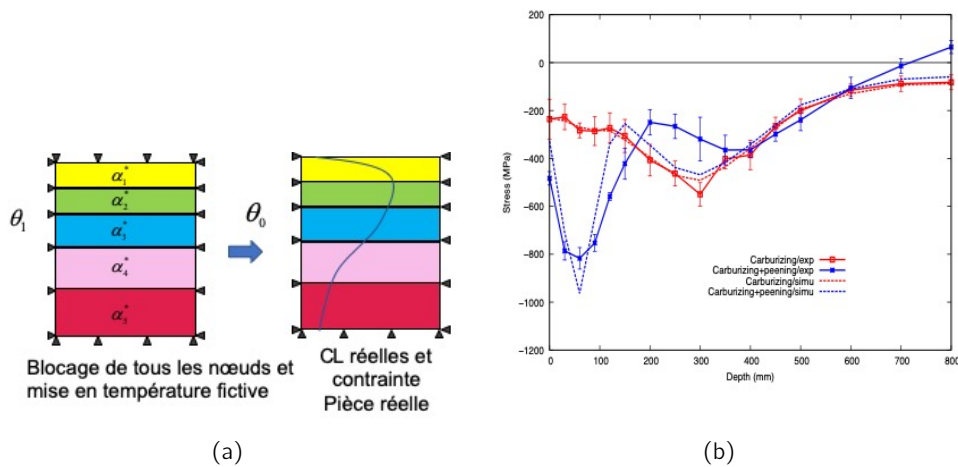 θ₁
α₁*
α₂*
α₃*
α₄*
α₅*
θ₀
Blocage de tous les nœuds et
mise en température fictive
CL réelles et
contrainte
Pièce réelle
(a)
200
0
-200
-400
-600
-800
-1000
-1200
Stress (MPa)
Carburizing/exp
Carburizing+peening/exp
Carburizing/simu
Carburizing+peening/simu
0 100 200 300 400 500 600 700 800
Depth (mm)
(b)